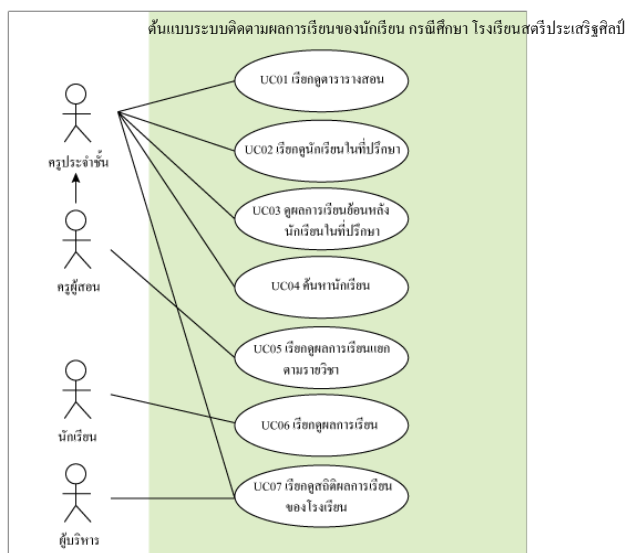 ต้นแบบระบบติดตามผลการเรียนของนักเรียน กรณีศึกษา โรงเรียนสตรีประเสริฐศิลป์
UC01 เรียกดูตารารางสอน
UC02 เรียกดูนักเรียนในที่ปรึกษา
ครูประจำชั้น
UC03 ดูผลการเรียนย้อนหลัง
นักเรียนในที่ปรึกษา
UC04 ค้นหานักเรียน
ครูผู้สอน
UC05 เรียกดูผลการเรียนแยก
ตามรายวิชา
UC06 เรียกดูผลการเรียน
นักเรียน
UC07 เรียกดูสถิติผลการเรียน
ของโรงเรียน
ผู้บริหาร